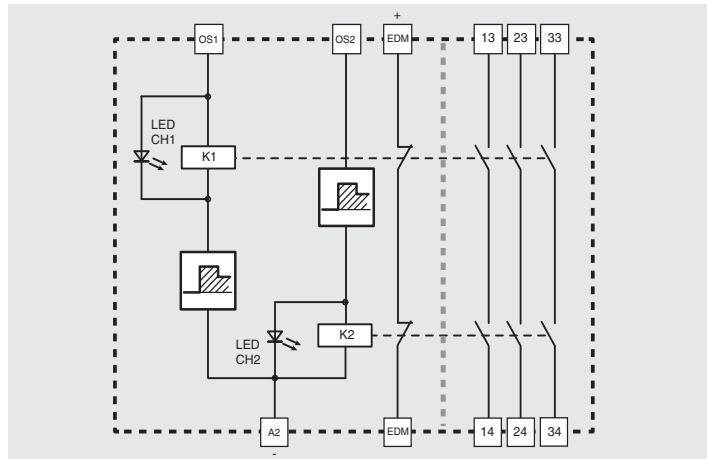 +
OS1 OS2 EDM 13 23 33
LED
CH1
K1
K2
LED
CH2
A2 EDM 14 24 34
-